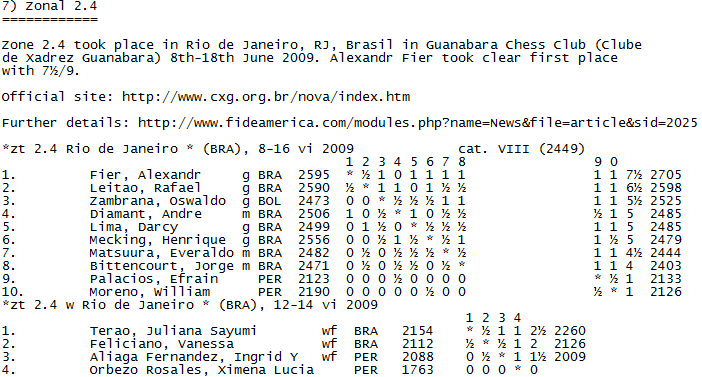 7) Zonal 2.4
============
Zone 2.4 took place in Rio de Janeiro, RJ, Brasil in Guanabara Chess Club (Clube
de Xadrez Guanabara) 8th-18th June 2009. Alexandr Fier took clear first place
with 7½/9.
Official site: http://www.cxg.org.br/nova/index.htm
Further details: http://www.fideamerica.com/modules.php?name=News&file=article&sid=2025
*zt 2.4 Rio de Janeiro * (BRA), 8-16 vi 2009 cat. VIII (2449)
1 2 3 4 5 6 7 8 9 0
1. Fier, Alexandr g BRA 2595 * ½ 1 0 1 1 1 1 1 1 7½ 2705
2. Leitao, Rafael g BRA 2590 ½ * 1 1 0 1 ½ ½ 1 1 6½ 2598
3. Zambrana, Oswaldo g BOL 2473 0 0 * ½ ½ ½ 1 1 1 1 5½ 2525
4. Diamant, Andre m BRA 2506 1 0 ½ * 1 0 ½ ½ ½ 1 5 2485
5. Lima, Darcy g BRA 2499 0 1 ½ 0 * ½ ½ ½ 1 1 5 2485
6. Mecking, Henrique g BRA 2556 0 0 ½ 1 ½ * ½ 1 1 ½ 5 2479
7. Matsuura, Everaldo m BRA 2482 0 ½ 0 ½ ½ ½ * ½ 1 1 4½ 2444
8. Bittencourt, Jorge m BRA 2471 0 ½ 0 ½ ½ 0 ½ * 1 1 4 2403
9. Palacios, Efrain PER 2123 0 0 0 ½ 0 0 0 0 * ½ 1 2133
10. Moreno, William PER 2190 0 0 0 0 0 ½ 0 0 ½ * 1 2126
*zt 2.4 w Rio de Janeiro * (BRA), 12-14 vi 2009
1 2 3 4
1. Terao, Juliana Sayumi wf BRA 2154 * ½ 1 1 2½ 2260
2. Feliciano, Vanessa BRA 2112 ½ * ½ 1 2 2126
3. Aliaga Fernandez, Ingrid Y wf PER 2088 0 ½ * 1 1½ 2009
4. Orbezo Rosales, Ximena Lucia PER 1763 0 0 0 * 0